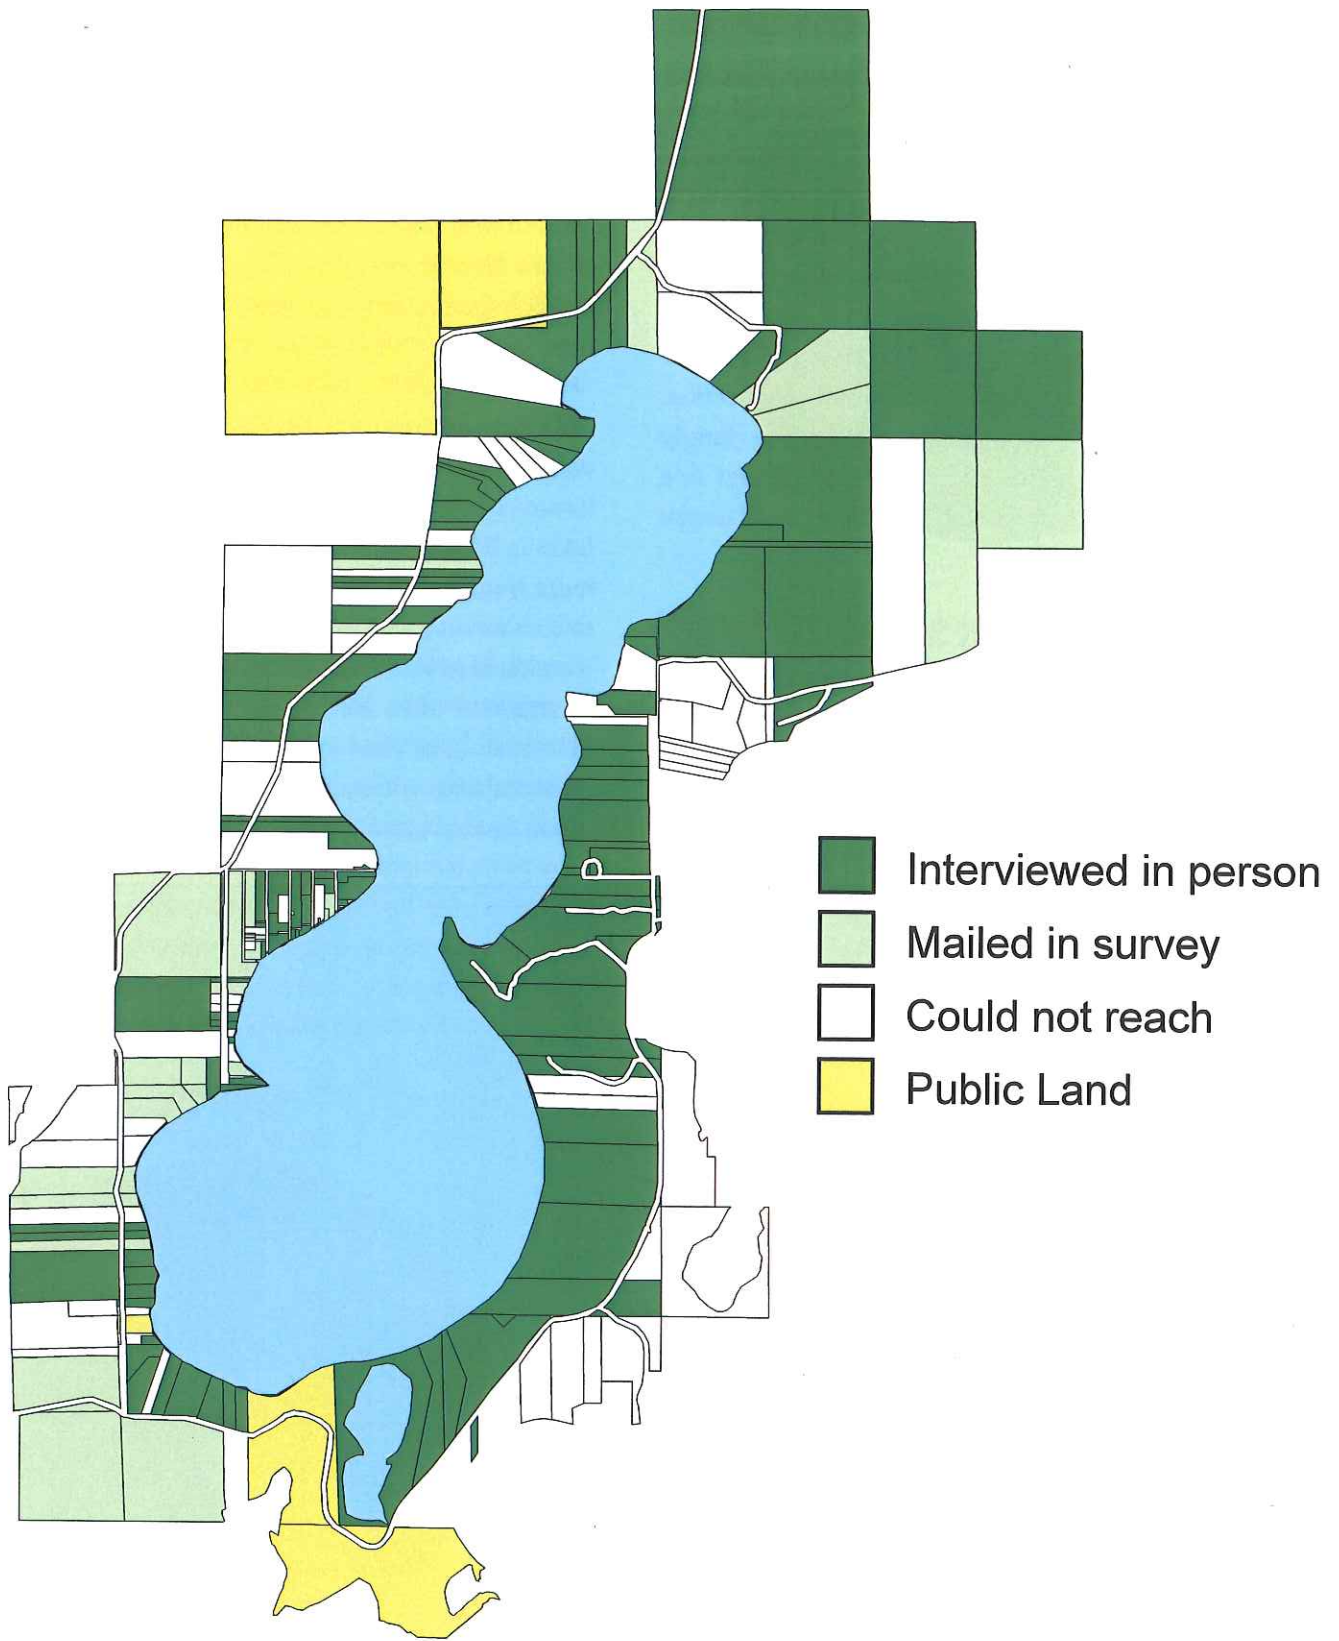 Interviewed in person
Mailed in survey
Could not reach
Public Land